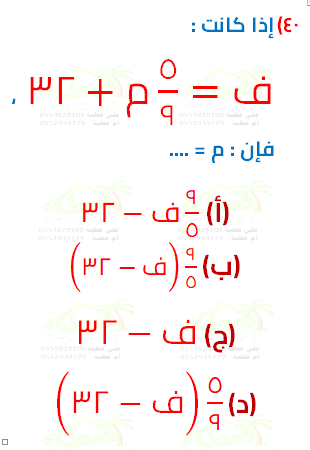 ٤٠) إذا كانت :
ف = ٥/٩ م + ٣٢ ،
فإن : م = ....
(أ) ٩/٥ ف − ٣٢
(ب) ٩/٥ (ف − ٣٢)
(ج) ف − ٣٢
(د) ٥/٩ (ف − ٣٢)